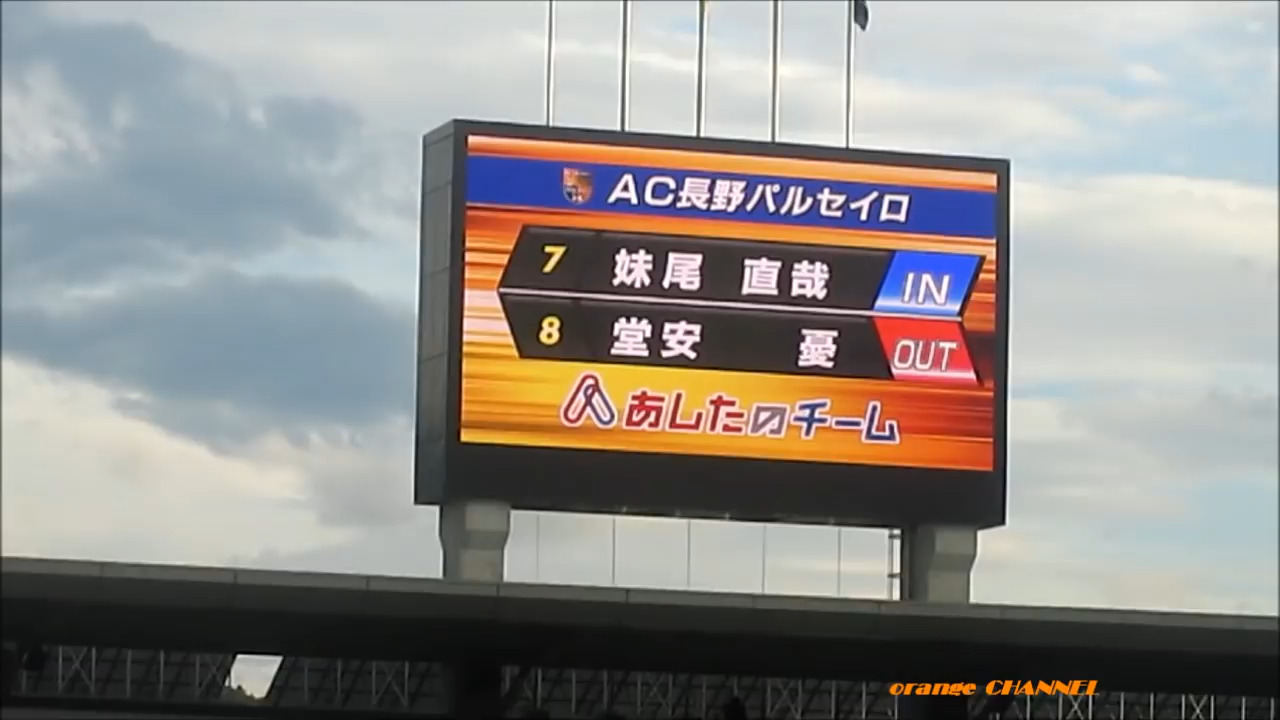 AC長野パルセイロ
7 妹尾 直哉 IN
8 堂安 憂 OUT
あしたのチーム
orange CHANNEL